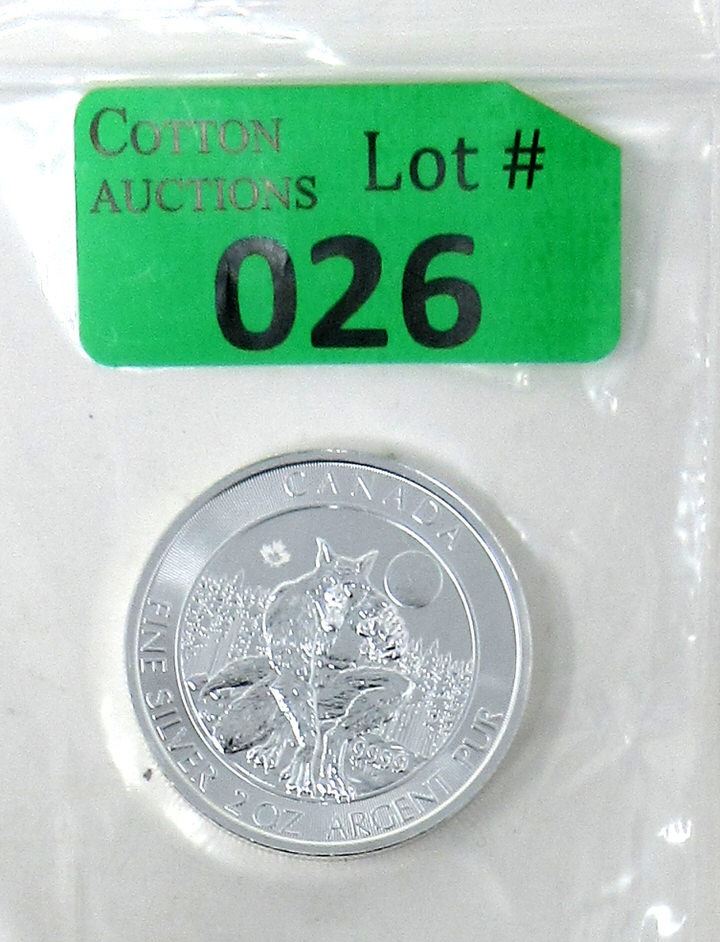 COTTON
AUCTIONS
Lot #
026
CANADA
FINE SILVER 2 OZ ARGENT PUR
9999